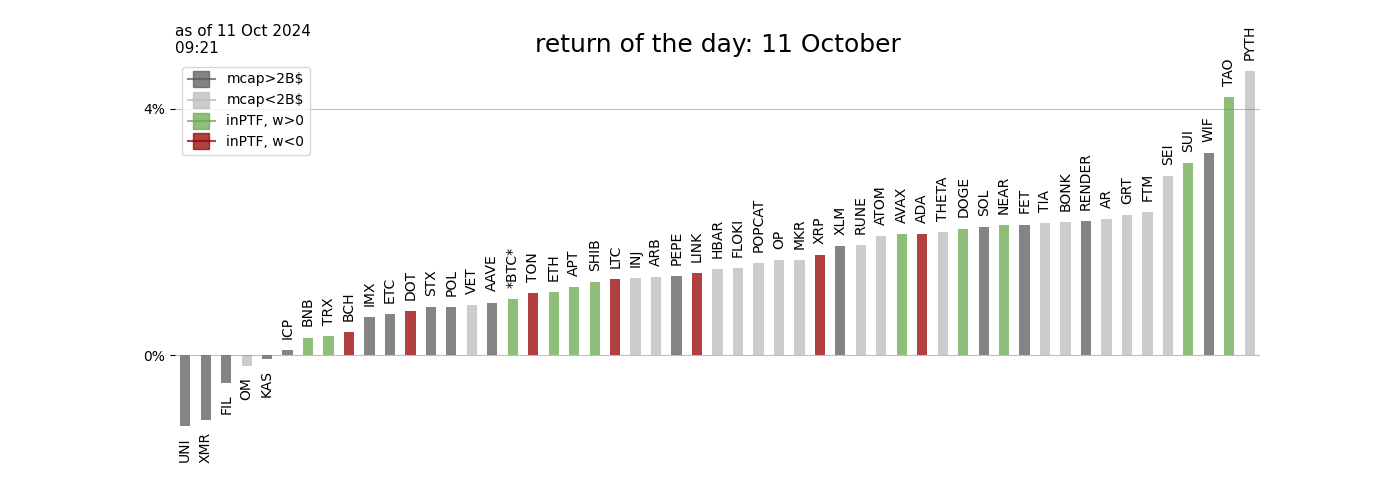 as of 11 Oct 2024
09:21
return of the day: 11 October
mcap>2B$
mcap<2B$
inPTF, w>0
inPTF, w<0
4%
0%
UNI
XMR
FIL
OM
KAS
ICP
BNB
TRX
BCH
IMX
ETC
DOT
STX
POL
VET
AAVE
*BTC*
TON
ETH
APT
SHIB
LTC
INJ
ARB
PEPE
LINK
HBAR
FLOKI
POPCAT
OP
MKR
XRP
XLM
RUNE
ATOM
AVAX
ADA
THETA
DOGE
SOL
NEAR
FET
TIA
BONK
RENDER
AR
GRT
FTM
SEI
SUI
WIF
TAO
PYTH